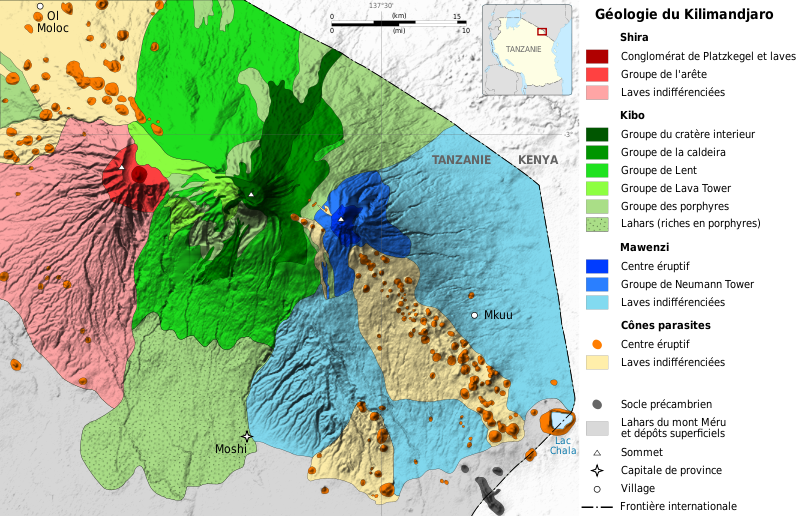 Ol
Moloc
137°30'
0 (km) 15
0 (mi) 10
TANZANIE
-3°
TANZANIE KENYA
Mkuu
Moshi
Lac
Chala
Géologie du Kilimandjaro
Shira
Conglomérat de Platzkegel et laves
Groupe de l'arête
Laves indifférenciées
Kibo
Groupe du cratère interieur
Groupe de la caldeira
Groupe de Lent
Groupe de Lava Tower
Groupe des porphyres
Lahars (riches en porphyres)
Mawenzi
Centre éruptif
Groupe de Neumann Tower
Laves indifférenciées
Cônes parasites
Centre éruptif
Laves indifférenciées
Socle précambrien
Lahars du mont Méru
et dépôts superficiels
Sommet
Capitale de province
Village
Frontière internationale